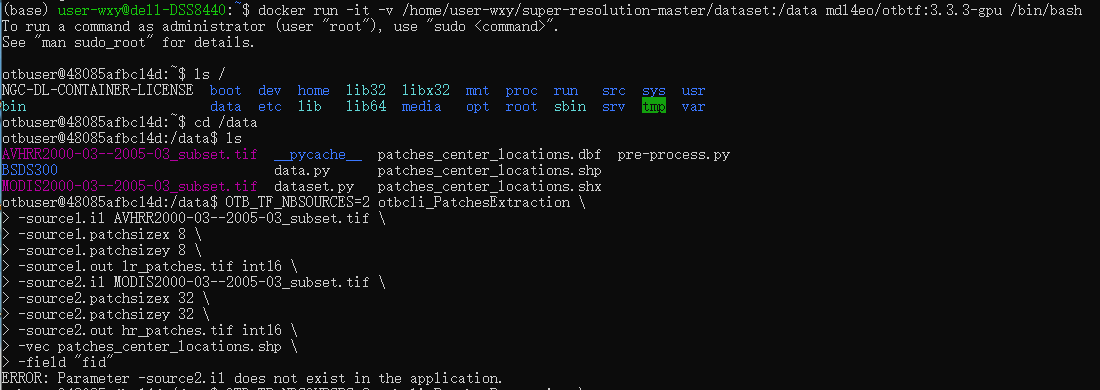 (base) user-wxy@dell-DSS8440:~$ docker run -it -v /home/user-wxy/super-resolution-master/dataset:/data mdl4eo/otbtf:3.3.3-gpu /bin/bash
To run a command as administrator (user "root"), use "sudo <command>".
See "man sudo_root" for details.
otbuser@48085afbc14d:~$ ls /
NGC-DL-CONTAINER-LICENSE boot dev home lib32 libx32 mnt proc run src sys usr
bin data etc lib lib64 media opt root sbin srv tmp var
otbuser@48085afbc14d:~$ cd /data
otbuser@48085afbc14d:/data$ ls
AVHRR2000-03--2005-03_subset.tif __pycache__ patches_center_locations.dbf pre-process.py
BSDS300 data.py patches_center_locations.shp
MODIS2000-03--2005-03_subset.tif dataset.py patches_center_locations.shx
otbuser@48085afbc14d:/data$ OTB_TF_NBSOURCES=2 otbcli_PatchesExtraction \
> -source1.il AVHRR2000-03--2005-03_subset.tif \
> -source1.patchsizex 8 \
> -source1.patchsizey 8 \
> -source1.out lr_patches.tif int16 \
> -source2.il MODIS2000-03--2005-03_subset.tif \
> -source2.patchsizex 32 \
> -source2.patchsizey 32 \
> -source2.out hr_patches.tif int16 \
> -vec patches_center_locations.shp \
> -field "fid"
ERROR: Parameter -source2.il does not exist in the application.